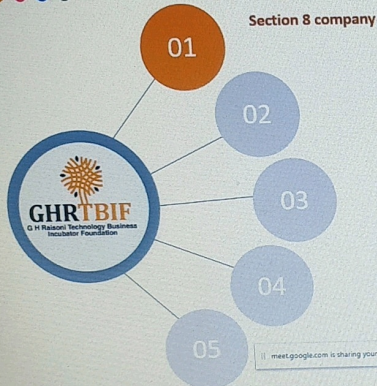 Section 8 company
01
02
GHRTBIF
G H Raisoni Technology Business
Incubator Foundation
03
04
05
|| meet.google.com is sharing your